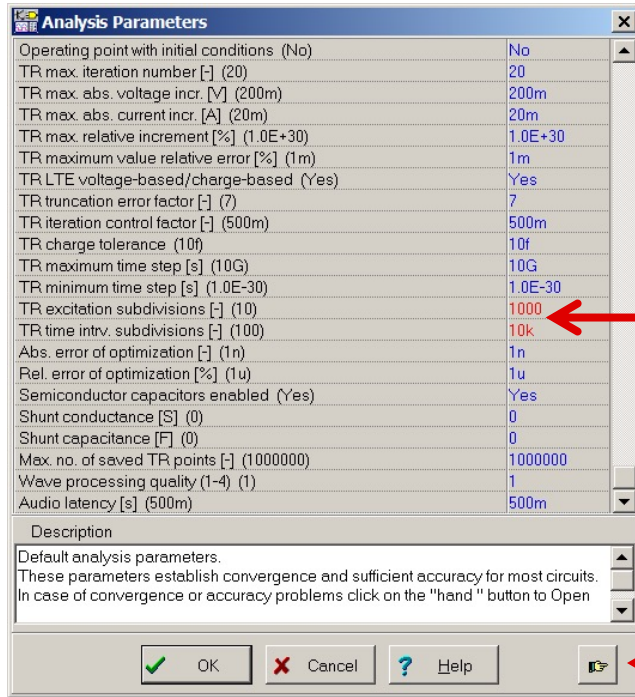 Analysis Parameters
Operating point with initial conditions (No) No
TR max. iteration number [-] (20) 20
TR max. abs. voltage incr. [V] (200m) 200m
TR max. abs. current incr. [A] (20m) 20m
TR max. relative increment [%] (1.0E+30) 1.0E+30
TR maximum value relative error [%] (1m) 1m
TR LTE voltage-based/charge-based (Yes) Yes
TR truncation error factor [-] (7) 7
TR iteration control factor [-] (500m) 500m
TR charge tolerance (10f) 10f
TR maximum time step [s] (10G) 10G
TR minimum time step [s] (1.0E-30) 1.0E-30
TR excitation subdivisions [-] (10) 1000
TR time intrv. subdivisions [-] (100) 10k
Abs. error of optimization [-] (1n) 1n
Rel. error of optimization [%] (1u) 1u
Semiconductor capacitors enabled (Yes) Yes
Shunt conductance [S] (0) 0
Shunt capacitance [F] (0) 0
Max. no. of saved TR points [-] (1000000) 1000000
Wave processing quality (1-4) (1) 1
Audio latency [s] (500m) 500m
Description
Default analysis parameters.
These parameters establish convergence and sufficient accuracy for most circuits.
In case of convergence or accuracy problems click on the "hand " button to Open
OK Cancel ? Help